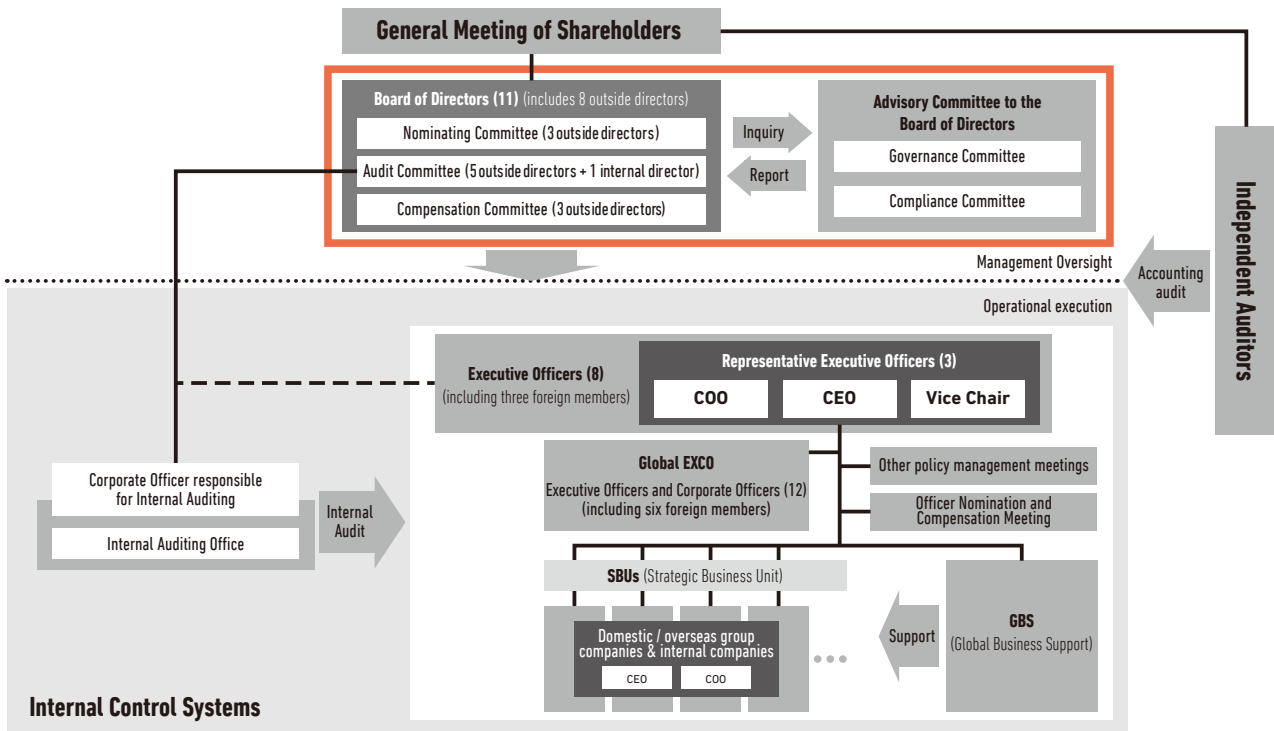 General Meeting of Shareholders
Board of Directors (11) (includes 8 outside directors)
Nominating Committee (3 outside directors)
Audit Committee (5 outside directors + 1 internal director)
Compensation Committee (3 outside directors)
Inquiry
Report
Advisory Committee to the
Board of Directors
Governance Committee
Compliance Committee
Independent Auditors
Accounting
audit
Management Oversight
Operational execution
Executive Officers (8)
(including three foreign members)
Representative Executive Officers (3)
COO
CEO
Vice Chair
Global EXCO
Executive Officers and Corporate Officers (12)
(including six foreign members)
Other policy management meetings
Officer Nomination and
Compensation Meeting
Corporate Officer responsible
for Internal Auditing
Internal Auditing Office
Internal
Audit
SBUs (Strategic Business Unit)
Domestic / overseas group
companies & internal companies
CEO
COO
Support
GBS
(Global Business Support)
Internal Control Systems